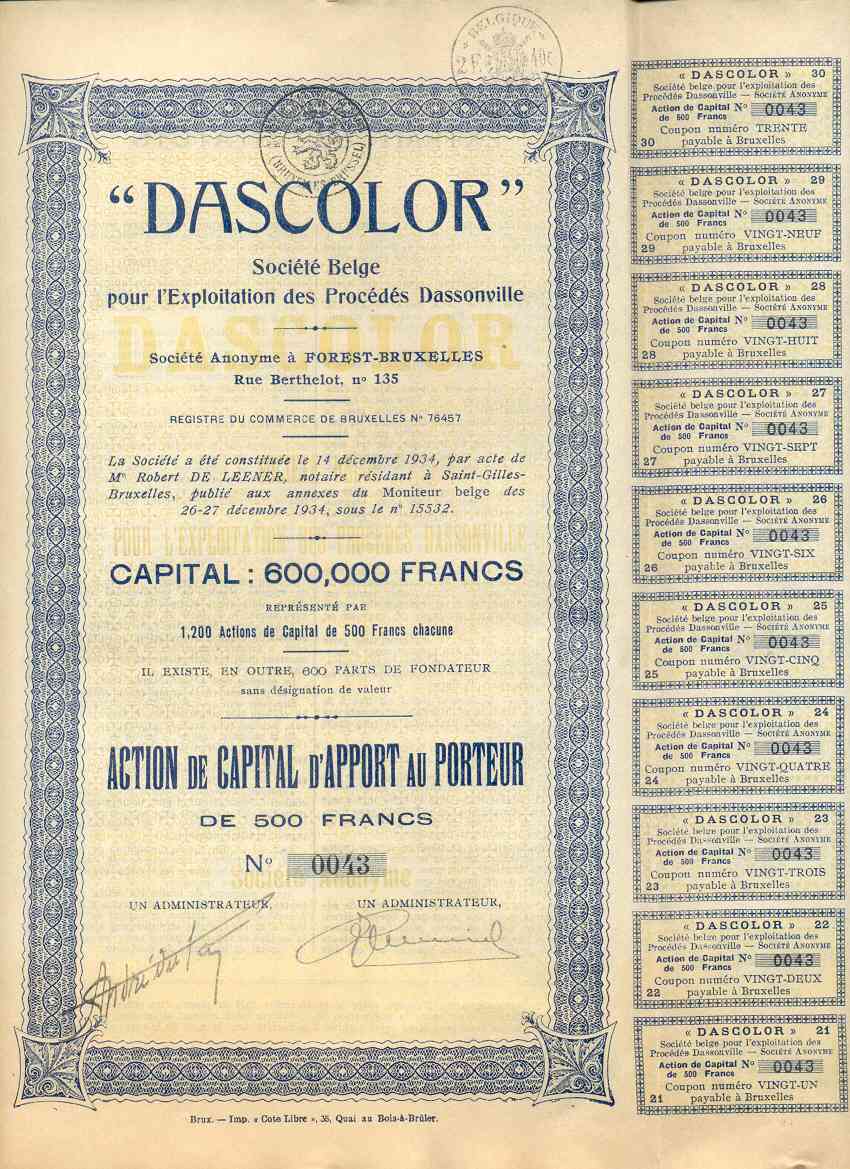 BELGIQUE
2 F 40c
“DASCOLOR”
Société Belge
pour l'Exploitation des Procédés Dassonville
DASCOLOR
Société Anonyme à FOREST-BRUXELLES
Rue Berthelot, nº 135
REGISTRE DU COMMERCE DE BRUXELLES Nº 76457
La Société a été constituée le 14 décembre 1934, par acte de
Mᵉ Robert DE LEENER, notaire résidant à Saint-Gilles-
Bruxelles, publié aux annexes du Moniteur belge des
26-27 décembre 1934, sous le nº 15532.
POUR L'EXPLOITATION DES PROCÉDÉS DASSONVILLE
CAPITAL : 600,000 FRANCS
REPRÉSENTÉ PAR
1,200 Actions de Capital de 500 Francs chacune
IL EXISTE, EN OUTRE, 600 PARTS DE FONDATEUR
sans désignation de valeur
ACTION DE CAPITAL D'APPORT AU PORTEUR
DE 500 FRANCS
Nº 0043
Société Anonyme
UN ADMINISTRATEUR, UN ADMINISTRATEUR,
Brux. — Imp. « Cote Libre », 35, Quai au Bois-à-Brûler.
« DASCOLOR » 30
Société belge pour l'exploitation des
Procédés Dassonville — SOCIÉTÉ ANONYME
Action de Capital Nº 0043
de 500 Francs
Coupon numéro TRENTE
30 payable à Bruxelles
« DASCOLOR » 29
Société belge pour l'exploitation des
Procédés Dassonville — SOCIÉTÉ ANONYME
Action de Capital Nº 0043
de 500 Francs
Coupon numéro VINGT-NEUF
29 payable à Bruxelles
« DASCOLOR » 28
Société belge pour l'exploitation des
Procédés Dassonville — SOCIÉTÉ ANONYME
Action de Capital Nº 0043
de 500 Francs
Coupon numéro VINGT-HUIT
28 payable à Bruxelles
« DASCOLOR » 27
Société belge pour l'exploitation des
Procédés Dassonville — SOCIÉTÉ ANONYME
Action de Capital Nº 0043
de 500 Francs
Coupon numéro VINGT-SEPT
27 payable à Bruxelles
« DASCOLOR » 26
Société belge pour l'exploitation des
Procédés Dassonville — SOCIÉTÉ ANONYME
Action de Capital Nº 0043
de 500 Francs
Coupon numéro VINGT-SIX
26 payable à Bruxelles
« DASCOLOR » 25
Société belge pour l'exploitation des
Procédés Dassonville — SOCIÉTÉ ANONYME
Action de Capital Nº 0043
de 500 Francs
Coupon numéro VINGT-CINQ
25 payable à Bruxelles
« DASCOLOR » 24
Société belge pour l'exploitation des
Procédés Dassonville — SOCIÉTÉ ANONYME
Action de Capital Nº 0043
de 500 Francs
Coupon numéro VINGT-QUATRE
24 payable à Bruxelles
« DASCOLOR » 23
Société belge pour l'exploitation des
Procédés Dassonville — SOCIÉTÉ ANONYME
Action de Capital Nº 0043
de 500 Francs
Coupon numéro VINGT-TROIS
23 payable à Bruxelles
« DASCOLOR » 22
Société belge pour l'exploitation des
Procédés Dassonville — SOCIÉTÉ ANONYME
Action de Capital Nº 0043
de 500 Francs
Coupon numéro VINGT-DEUX
22 payable à Bruxelles
« DASCOLOR » 21
Société belge pour l'exploitation des
Procédés Dassonville — SOCIÉTÉ ANONYME
Action de Capital Nº 0043
de 500 Francs
Coupon numéro VINGT-UN
21 payable à Bruxelles